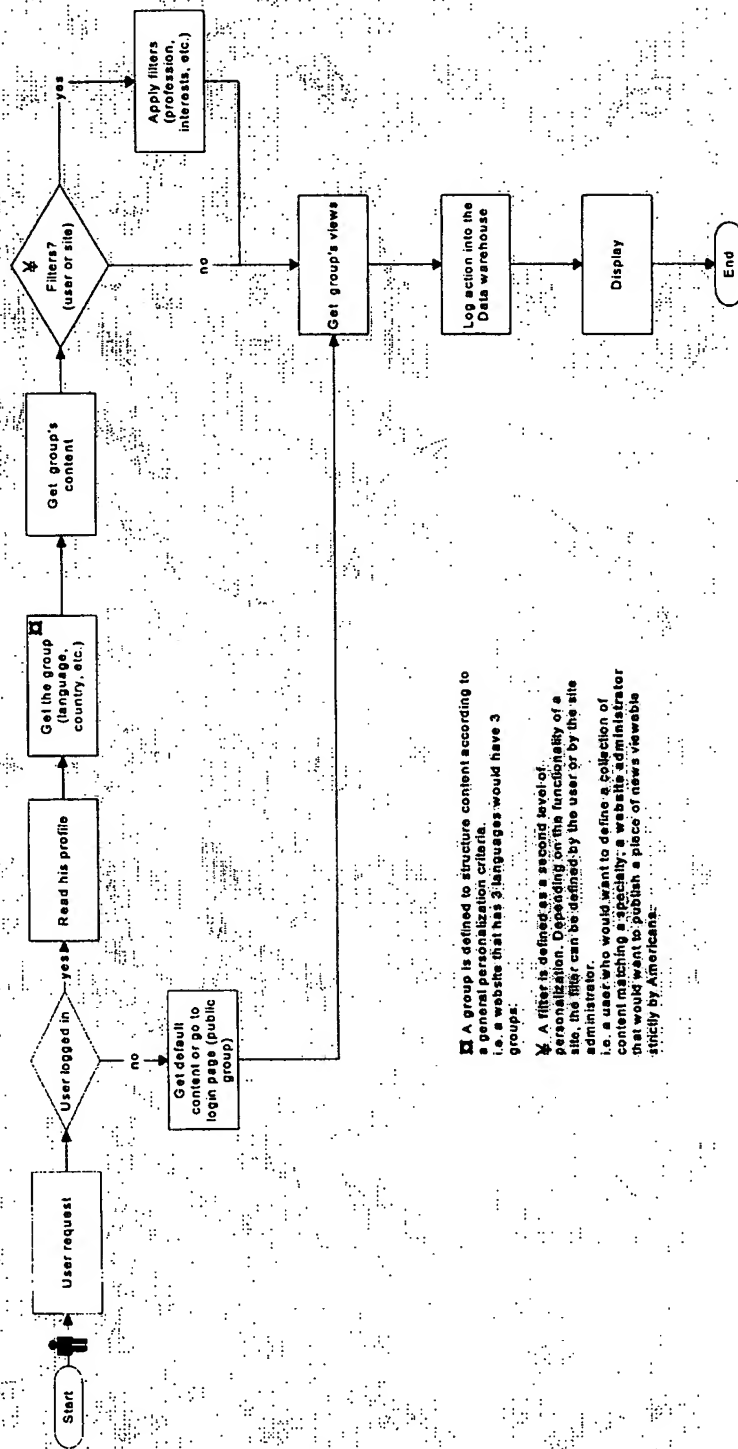 Start
User request
User logged in
yes
no
Read his profile
Get default
content or go to
login page (public
group)
¤
Get the group
(language,
country, etc.)
Get group's
content
¥
Filters?
(user or site)
yes
no
Apply filters
(profession,
interests, etc.)
Get group's views
Log action into the
Data warehouse
Display
End
¤ A group is defined to structure content according to
a general personalization criteria.
i.e. a website that has 3 languages would have 3
groups.
¥ A filter is defined as a second level of
personalization. Depending on the functionality of a
site, the filter can be defined by the user or by the site
administrator.
i.e. a user who would want to define a collection of
content matching a specialty; a website administrator
that would want to publish a piece of news viewable
strictly by Americans.